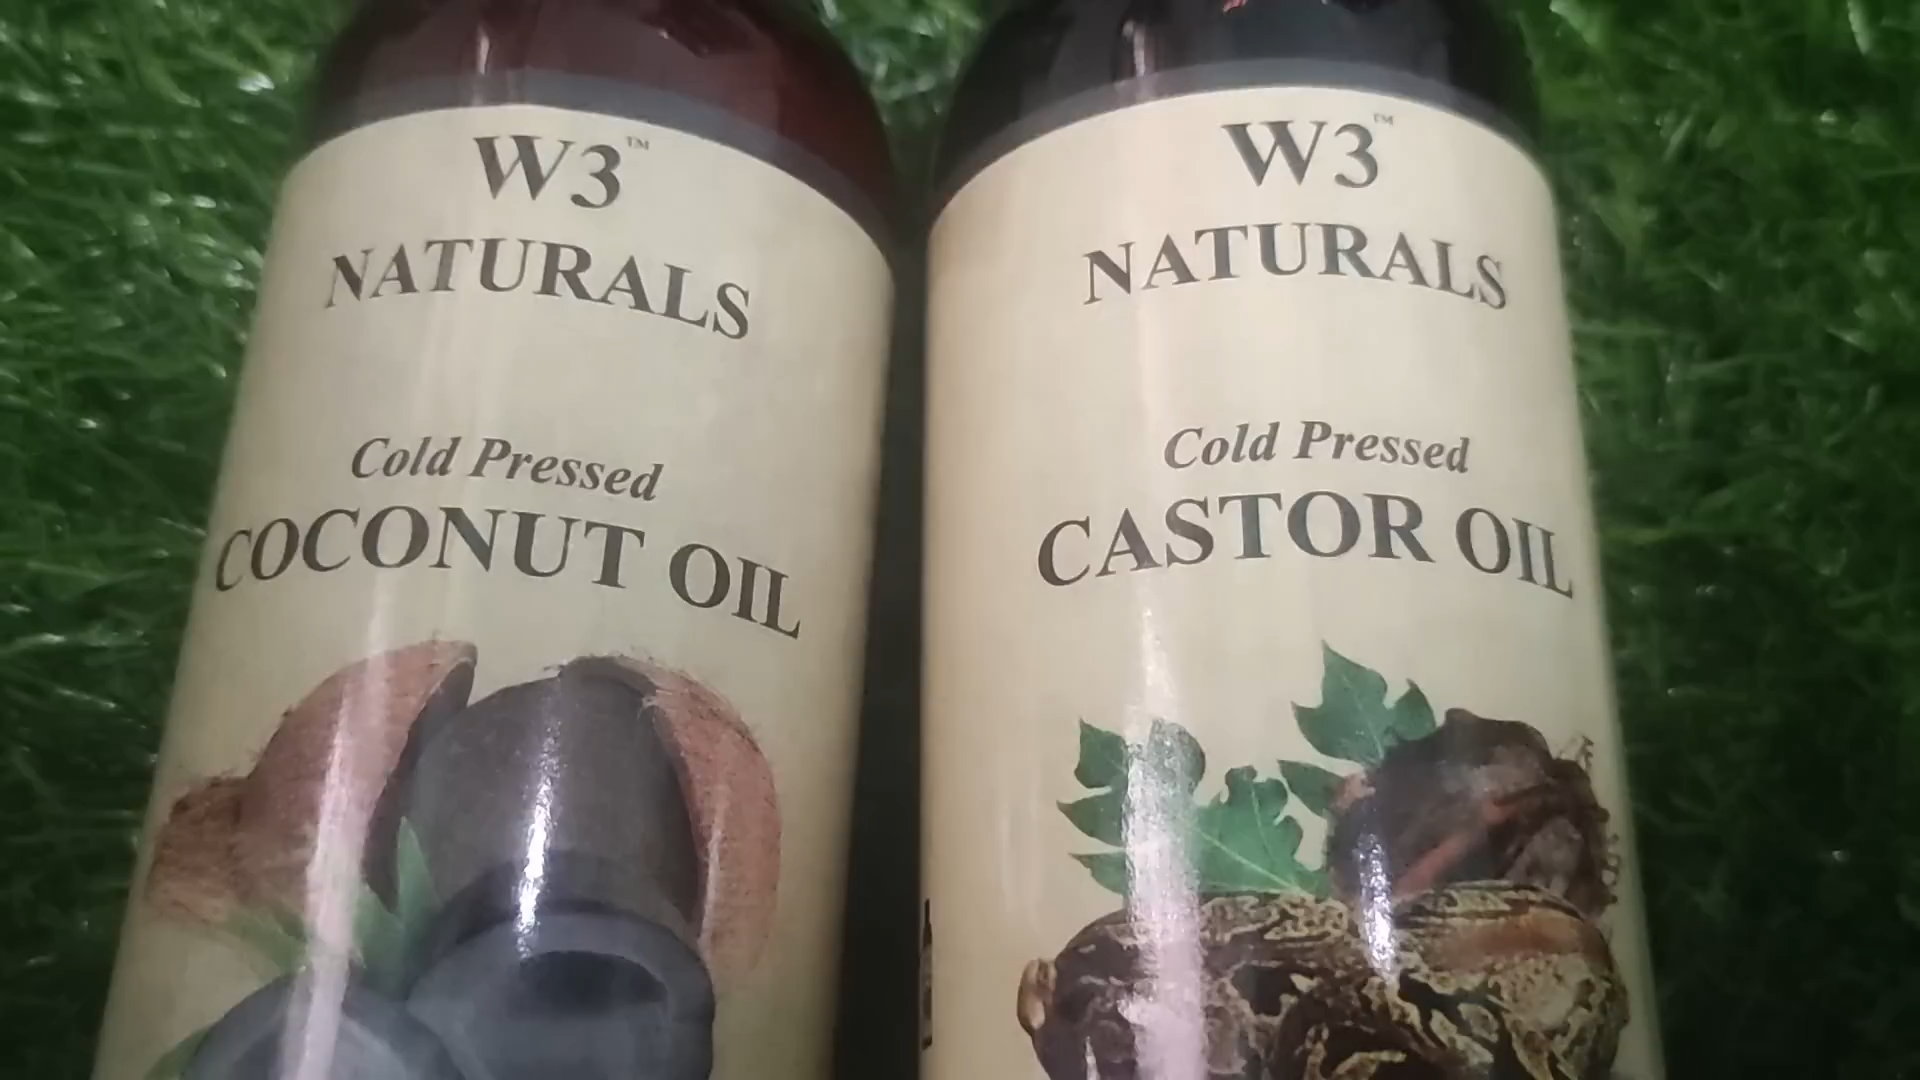 W3™
NATURALS
Cold Pressed
COCONUT OIL
W3™
NATURALS
Cold Pressed
CASTOR OIL